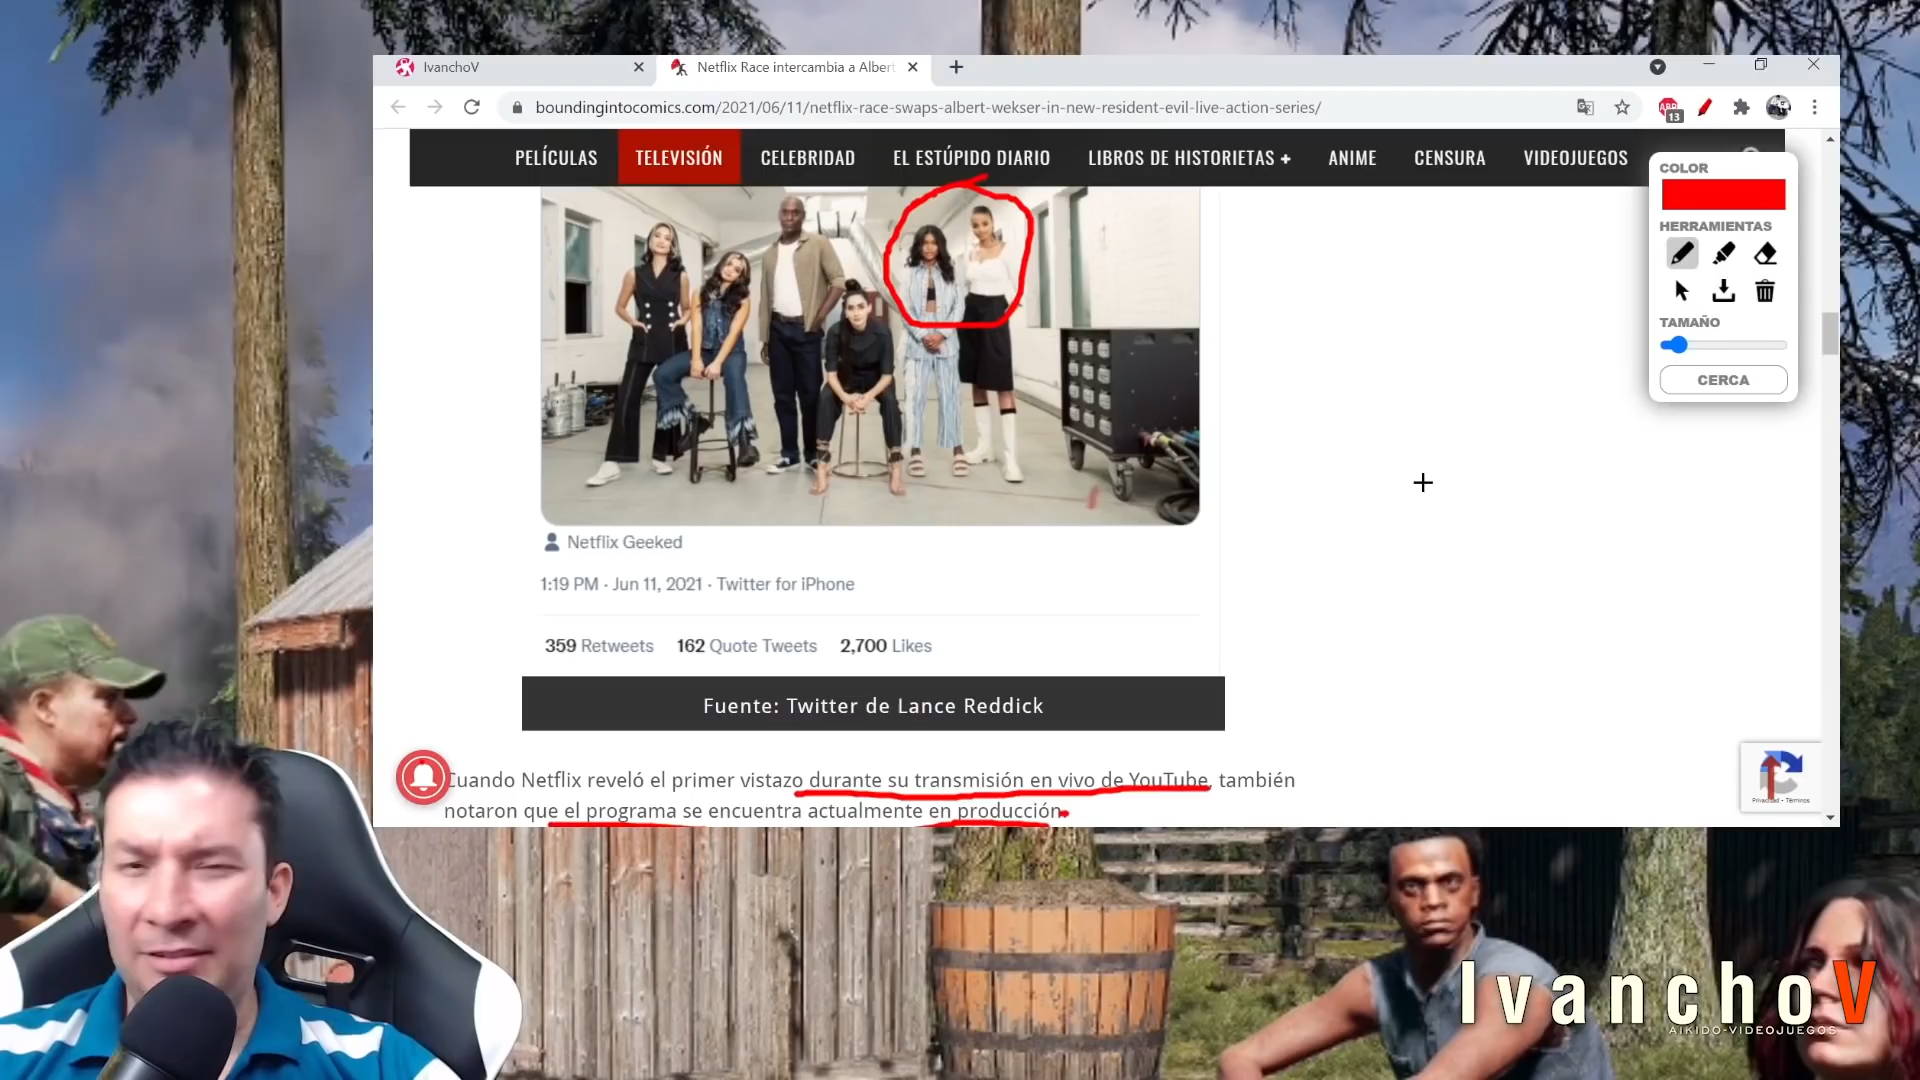 IvanchoV
Netflix Race intercambia a Albert
boundingintocomics.com/2021/06/11/netflix-race-swaps-albert-wekser-in-new-resident-evil-live-action-series/
ABP
13
PELÍCULAS
TELEVISIÓN
CELEBRIDAD
EL ESTÚPIDO DIARIO
LIBROS DE HISTORIETAS +
ANIME
CENSURA
VIDEOJUEGOS
COLOR
HERRAMIENTAS
TAMAÑO
CERCA
Netflix Geeked
1:19 PM · Jun 11, 2021 · Twitter for iPhone
359 Retweets 162 Quote Tweets 2,700 Likes
Fuente: Twitter de Lance Reddick
Cuando Netflix reveló el primer vistazo durante su transmisión en vivo de YouTube, también
notaron que el programa se encuentra actualmente en producción.
Privacidad - Términos
IvanchoV
AIKIDO-VIDEOJUEGOS